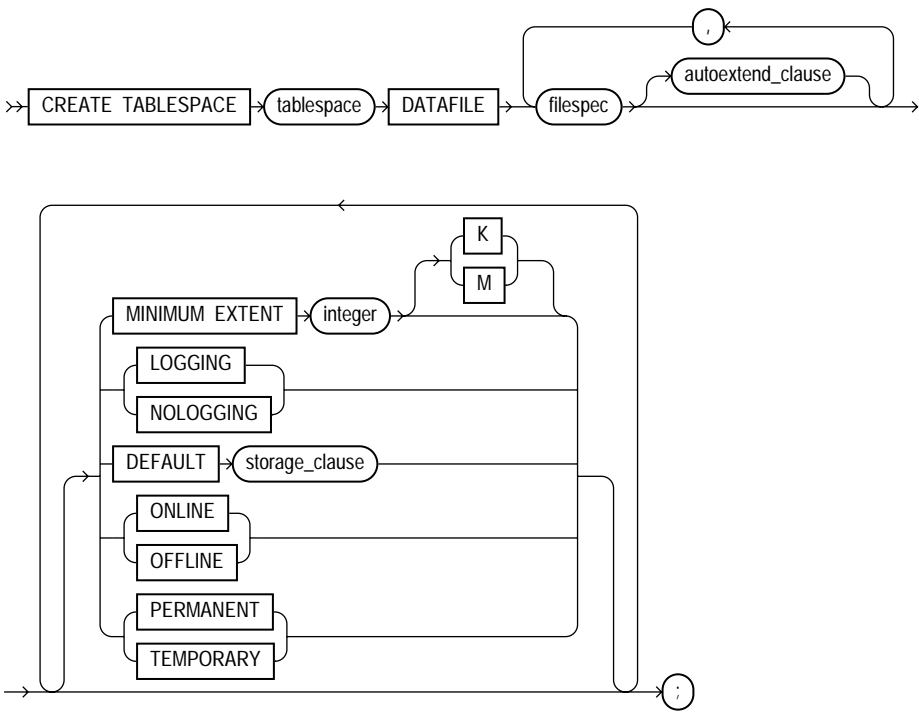 ,
autoextend_clause
CREATE TABLESPACE tablespace DATAFILE filespec
K
M
MINIMUM EXTENT integer
LOGGING
NOLOGGING
DEFAULT storage_clause
ONLINE
OFFLINE
PERMANENT
TEMPORARY
;